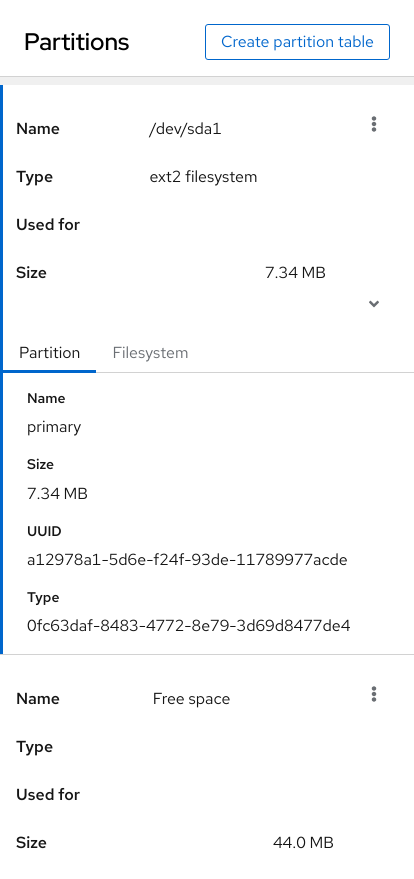 Partitions
Create partition table
Name /dev/sda1
Type ext2 filesystem
Used for
Size 7.34 MB
Partition Filesystem
Name
primary
Size
7.34 MB
UUID
a12978a1-5d6e-f24f-93de-11789977acde
Type
0fc63daf-8483-4772-8e79-3d69d8477de4
Name Free space
Type
Used for
Size 44.0 MB